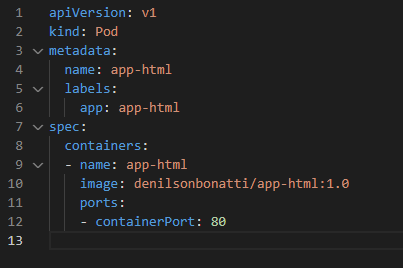 1 apiVersion: v1
2 kind: Pod
3 metadata:
4   name: app-html
5   labels:
6     app: app-html
7 spec:
8   containers:
9   - name: app-html
10     image: denilsonbonatti/app-html:1.0
11     ports:
12     - containerPort: 80
13